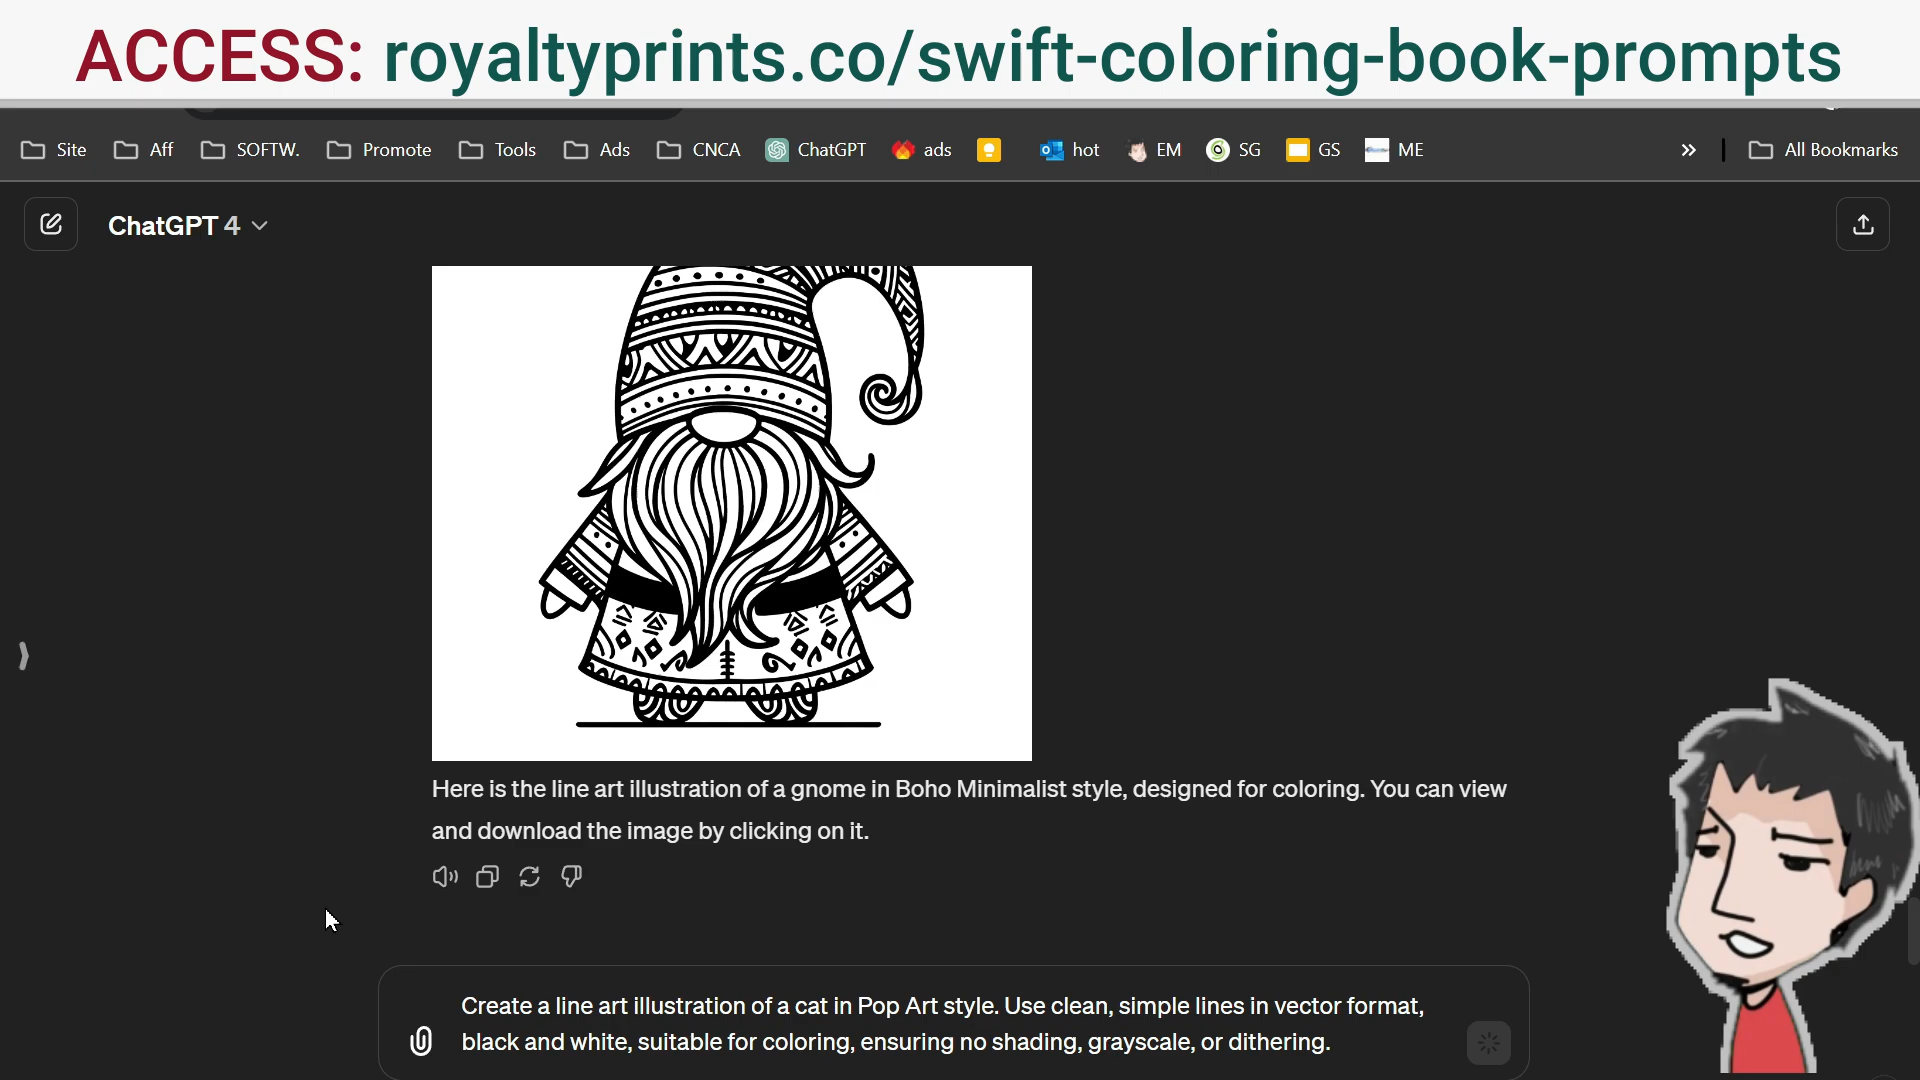 ACCESS: royaltyprints.co/swift-coloring-book-prompts
Site Aff SOFTW. Promote Tools Ads CNCA ChatGPT ads hot EM SG GS ME » All Bookmarks
ChatGPT 4
Here is the line art illustration of a gnome in Boho Minimalist style, designed for coloring. You can view
and download the image by clicking on it.
Create a line art illustration of a cat in Pop Art style. Use clean, simple lines in vector format,
black and white, suitable for coloring, ensuring no shading, grayscale, or dithering.